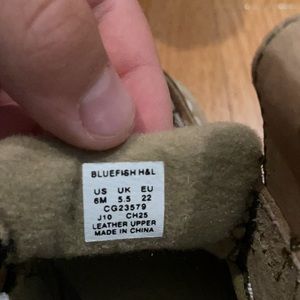 BLUEFISH H&L
US UK EU
6M 5.5 22
CG23579
J10 CH25
LEATHER UPPER
MADE IN CHINA